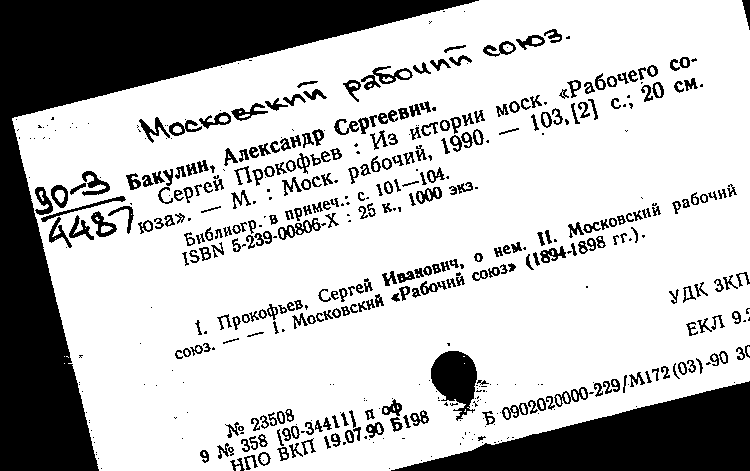 Московский рабочий союз.
90-3
4487
Бакулин, Александр Сергеевич.
Сергей Прокофьев : Из истории моск. «Рабочего со-
юза». — М. : Моск. рабочий, 1990. — 103,[2] с.; 20 см.
Библиогр. в примеч.: с. 101—104.
ISBN 5-239-00806-X : 25 к., 1000 экз.
I. Прокофьев, Сергей Иванович, о нем. II. Московский рабочий
союз. — — 1. Московский «Рабочий союз» (1894-1898 гг.).
УДК ЗКП
ЕКЛ 9.2
№ 23508
9 № 358 [90-34411] п оф
НПО ВКП 19.07.90 Б198
Б 0902020000-229/М172(03)-90 30